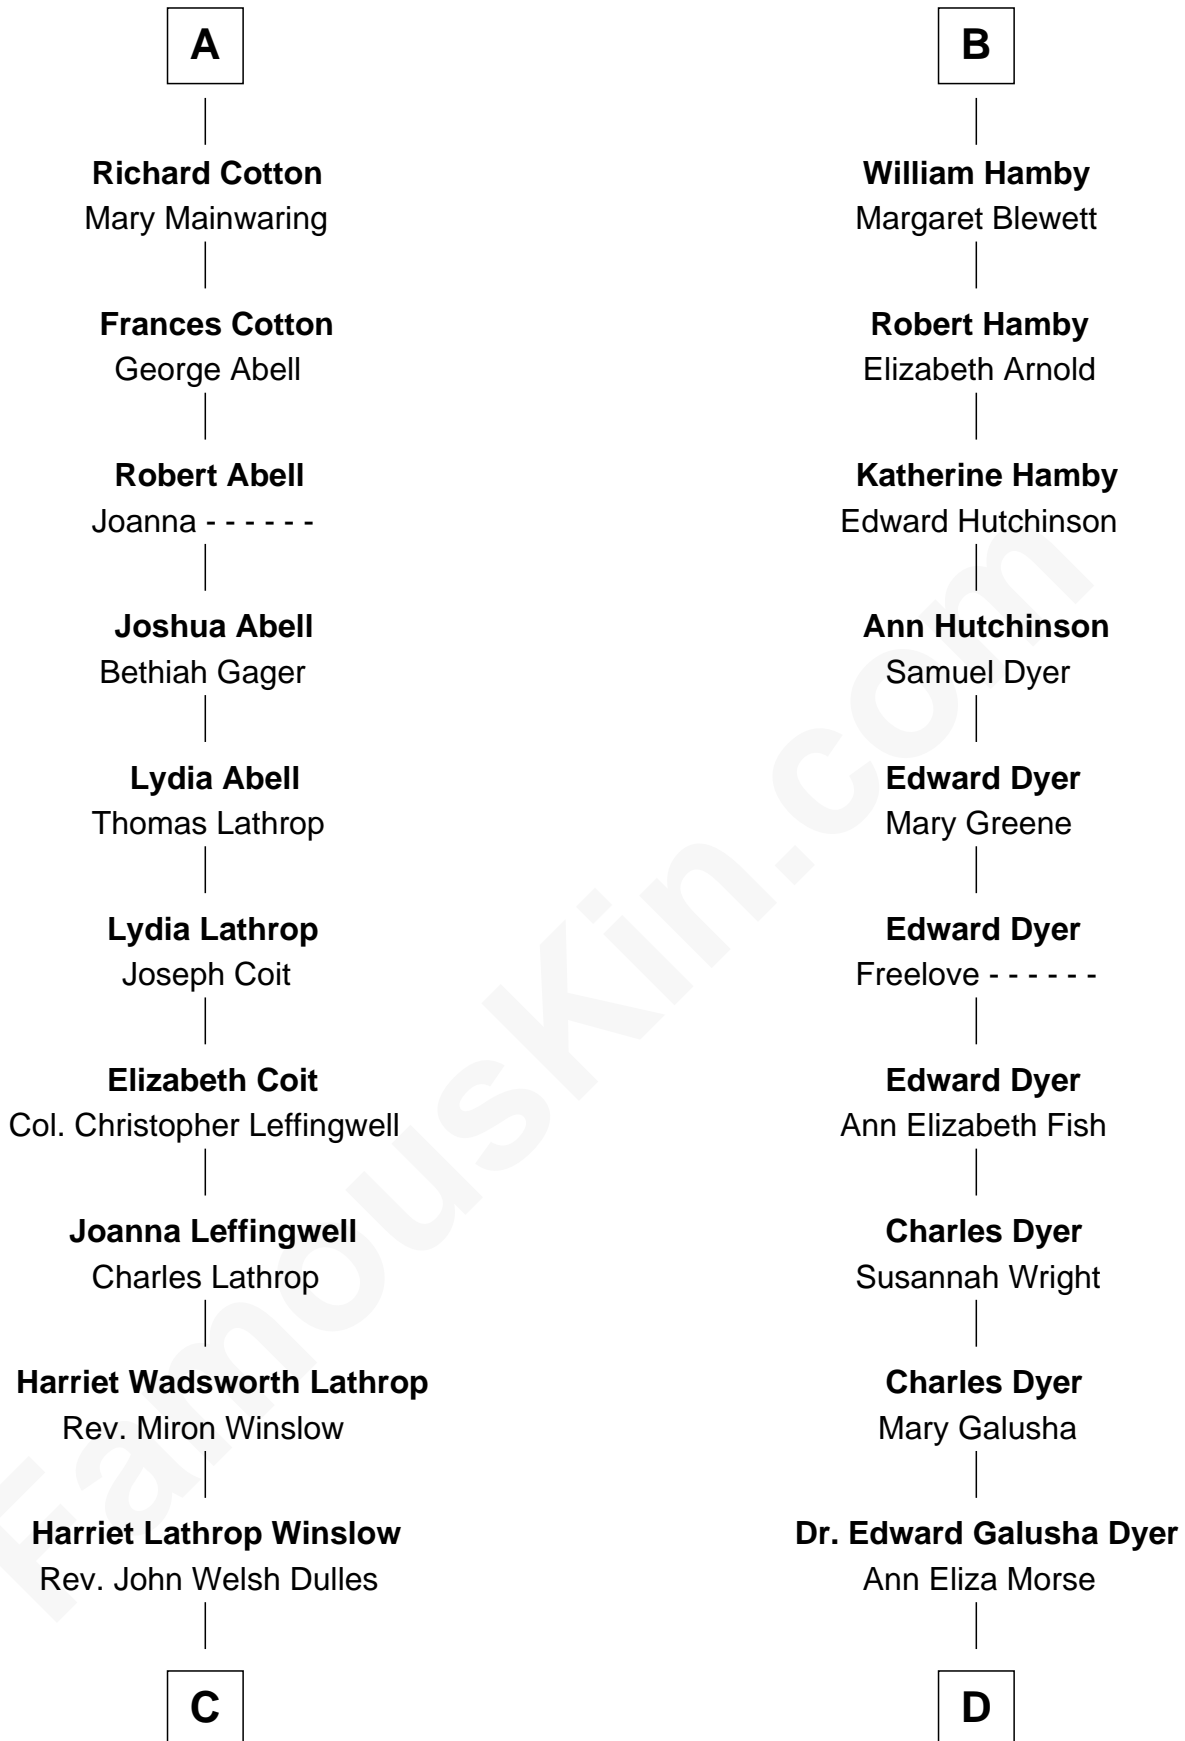 A
Richard Cotton
Mary Mainwaring
Frances Cotton
George Abell
Robert Abell
Joanna - - - - - -
Joshua Abell
Bethiah Gager
Lydia Abell
Thomas Lathrop
Lydia Lathrop
Joseph Coit
Elizabeth Coit
Col. Christopher Leffingwell
Joanna Leffingwell
Charles Lathrop
Harriet Wadsworth Lathrop
Rev. Miron Winslow
Harriet Lathrop Winslow
Rev. John Welsh Dulles
C
B
William Hamby
Margaret Blewett
Robert Hamby
Elizabeth Arnold
Katherine Hamby
Edward Hutchinson
Ann Hutchinson
Samuel Dyer
Edward Dyer
Mary Greene
Edward Dyer
Freelove - - - - - -
Edward Dyer
Ann Elizabeth Fish
Charles Dyer
Susannah Wright
Charles Dyer
Mary Galusha
Dr. Edward Galusha Dyer
Ann Eliza Morse
D
FamousKin.com